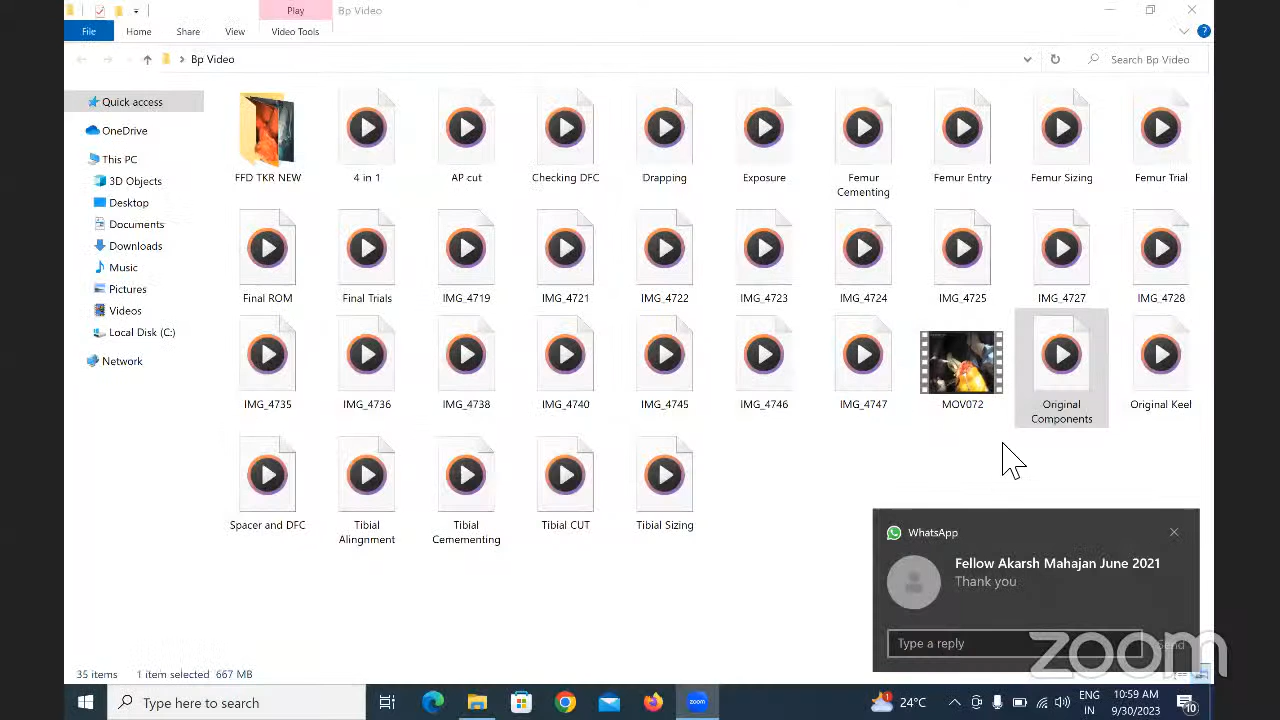 Play
Bp Video
File
Home
Share
View
Video Tools
Bp Video
Search Bp Video
Quick access
OneDrive
This PC
3D Objects
Desktop
Documents
Downloads
Music
Pictures
Videos
Local Disk (C:)
Network
FFD TKR NEW
4 in 1
AP cut
Checking DFC
Drapping
Exposure
Femur
Cementing
Femur Entry
Femur Sizing
Femur Trial
Final ROM
Final Trials
IMG_4719
IMG_4721
IMG_4722
IMG_4723
IMG_4724
IMG_4725
IMG_4727
IMG_4728
IMG_4735
IMG_4736
IMG_4738
IMG_4740
IMG_4745
IMG_4746
IMG_4747
MOV072
Original
Components
Original Keel
Spacer and DFC
Tibial
Alingnment
Tibial
Cemementing
Tibial CUT
Tibial Sizing
WhatsApp
Fellow Akarsh Mahajan June 2021
Thank you
Type a reply
Send
zoom
35 items
1 item selected 667 MB
Type here to search
zoom
1
24°C
ENG
IN
10:59 AM
9/30/2023
10